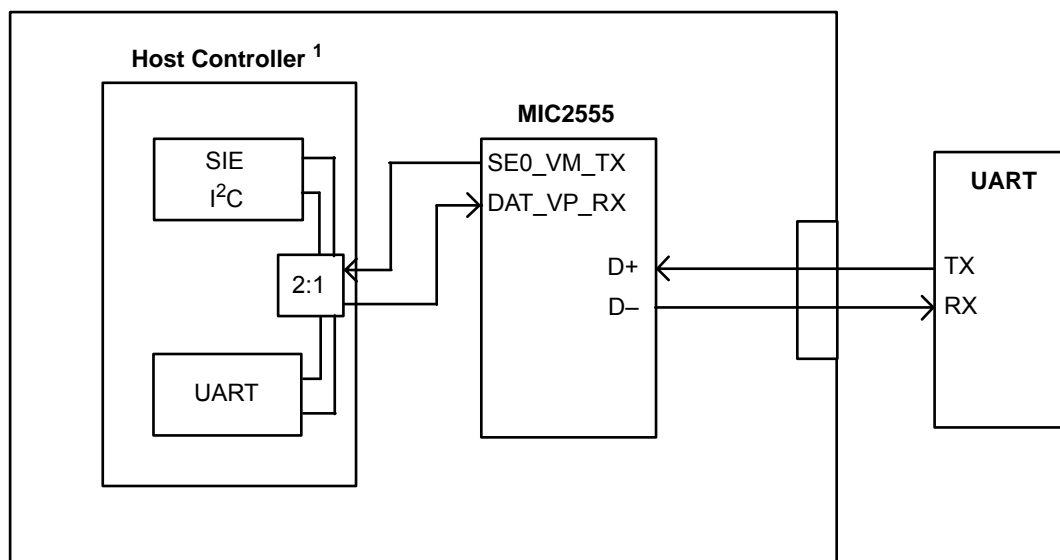 Host Controller 1
SIE
I2C
2:1
UART
MIC2555
SE0_VM_TX
DAT_VP_RX
D+
D–
UART
TX
RX